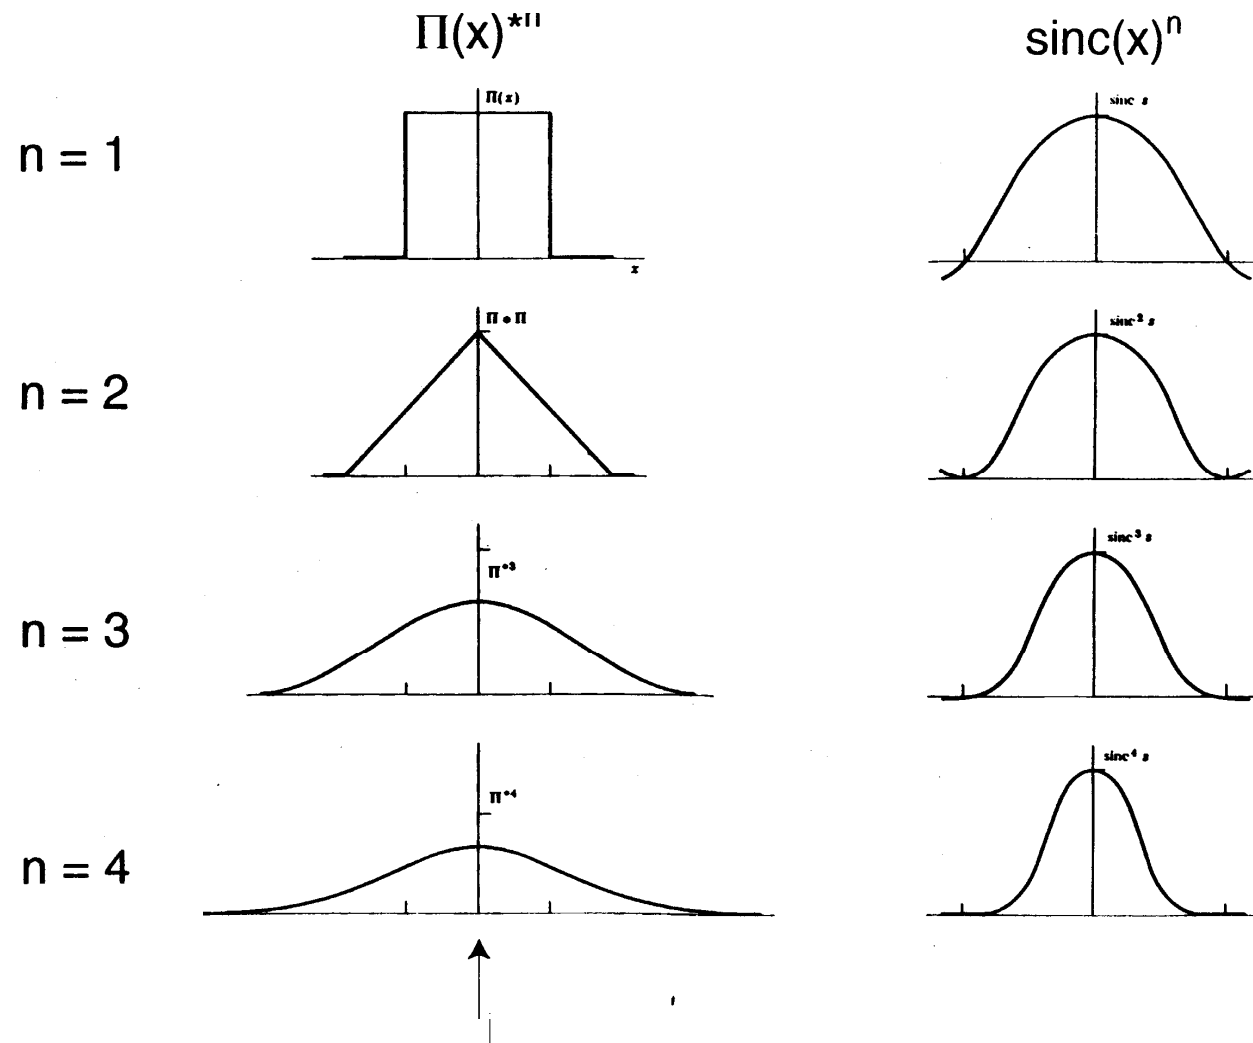 Π(x)*ⁿ sinc(x)ⁿ
n = 1
Π(x)
x
sinc s
n = 2
Π * Π
sinc² s
n = 3
Π*³
sinc³ s
n = 4
Π*⁴
sinc⁴ s